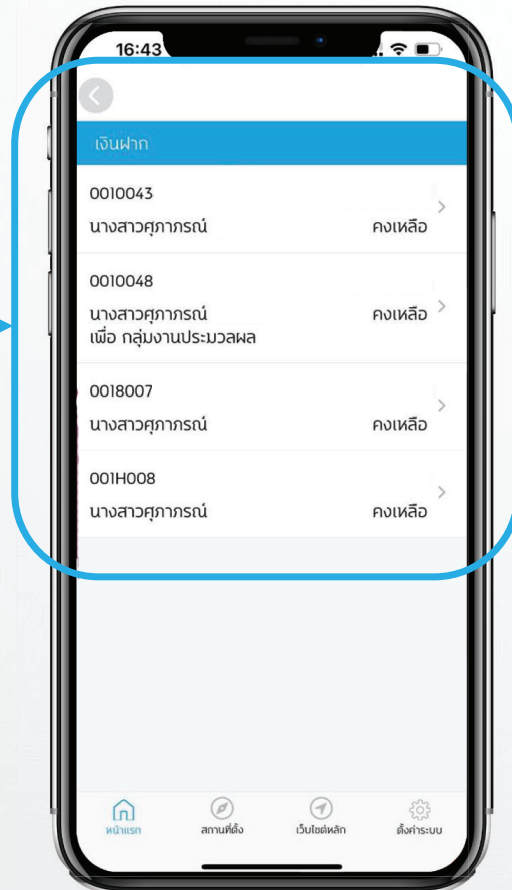 16:43
เงินฝาก
0010043
นางสาวศุภาภรณ์ คงเหลือ
0010048
นางสาวศุภาภรณ์ คงเหลือ
เพื่อ กลุ่มงานประมวลผล
0018007
นางสาวศุภาภรณ์ คงเหลือ
001H008
นางสาวศุภาภรณ์ คงเหลือ
หน้าแรก สถานที่ตั้ง เว็บไซต์หลัก ตั้งค่าระบบ